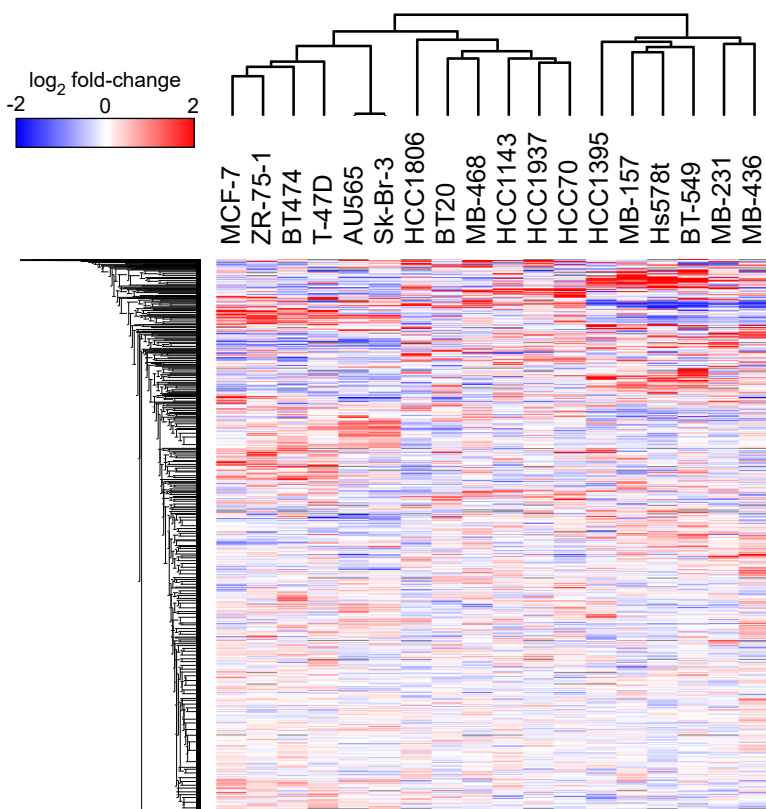 log2 fold-change
-2 0 2
MCF-7
ZR-75-1
BT474
T-47D
AU565
Sk-Br-3
HCC1806
BT20
MB-468
HCC1143
HCC1937
HCC70
HCC1395
MB-157
Hs578t
BT-549
MB-231
MB-436